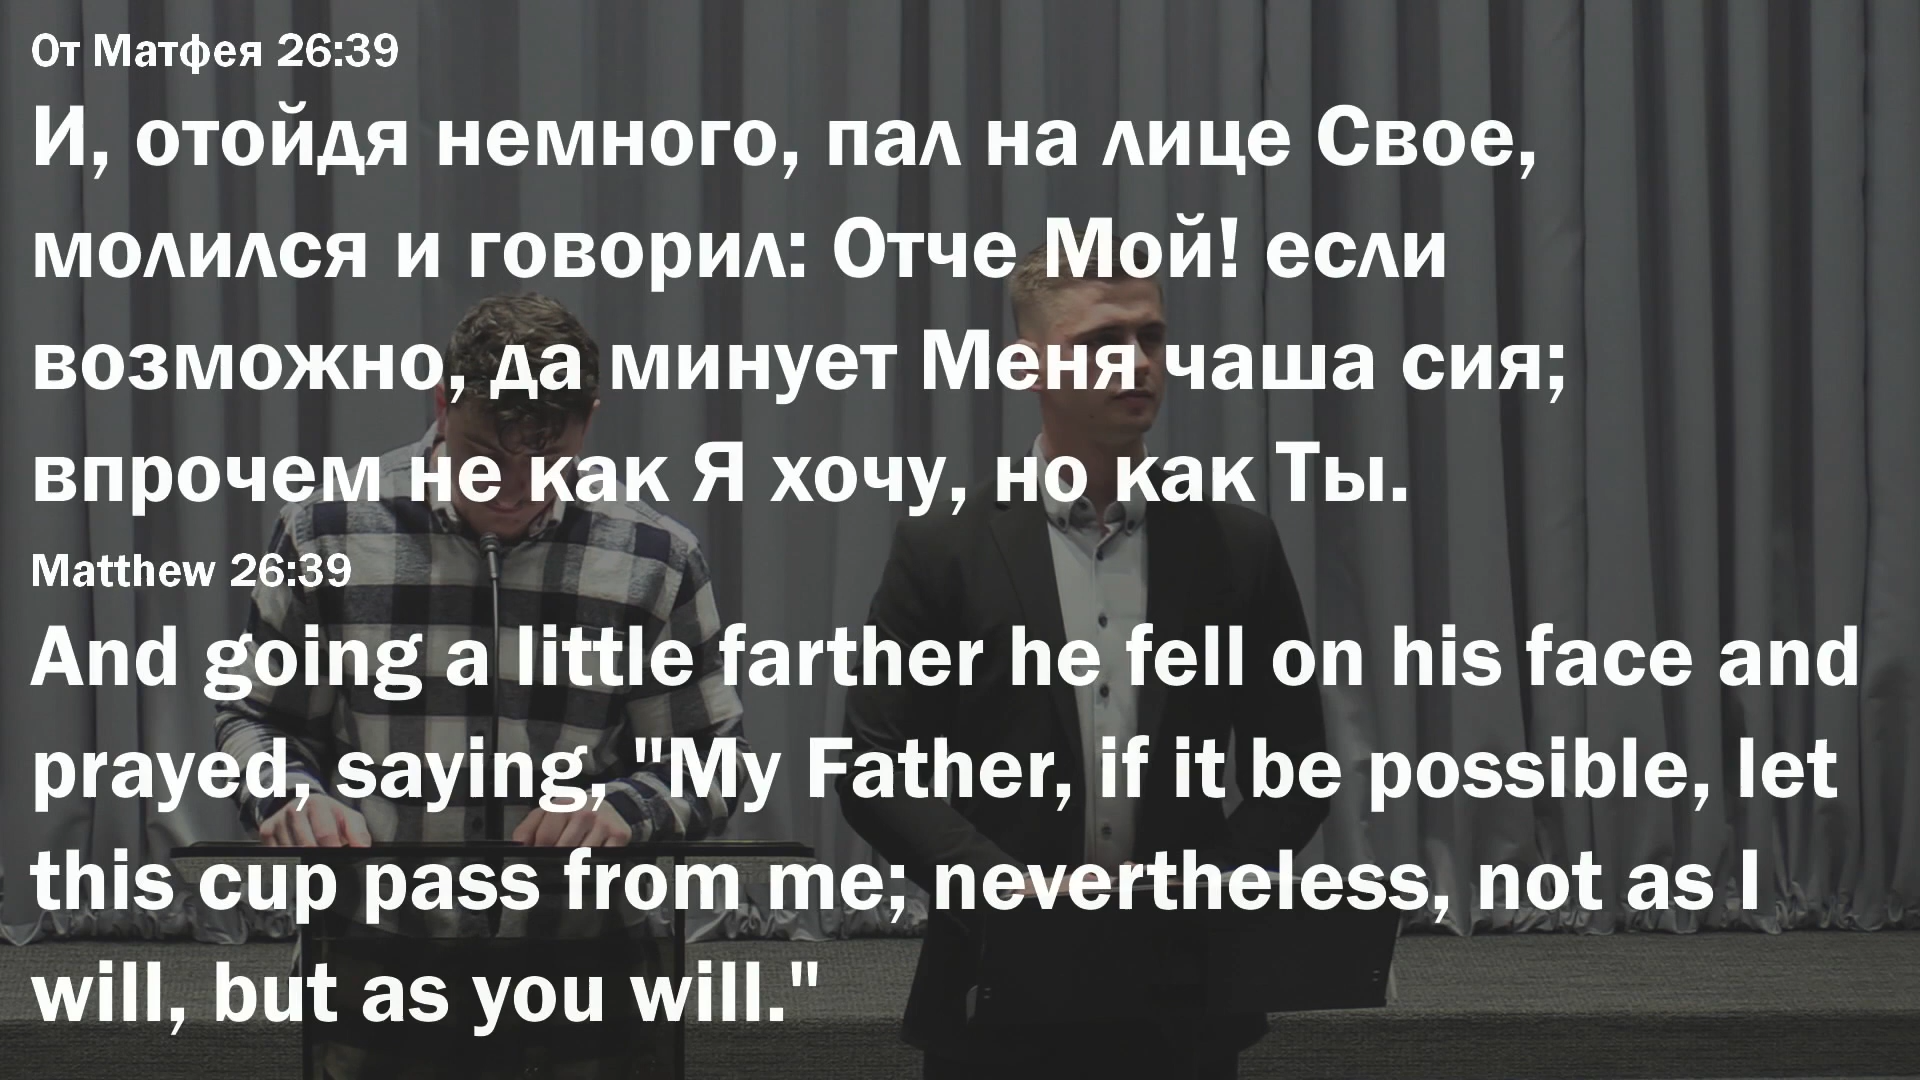 От Матфея 26:39
И, отойдя немного, пал на лице Свое,
молился и говорил: Отче Мой! если
возможно, да минует Меня чаша сия;
впрочем не как Я хочу, но как Ты.
Matthew 26:39
And going a little farther he fell on his face and
prayed, saying, "My Father, if it be possible, let
this cup pass from me; nevertheless, not as I
will, but as you will."